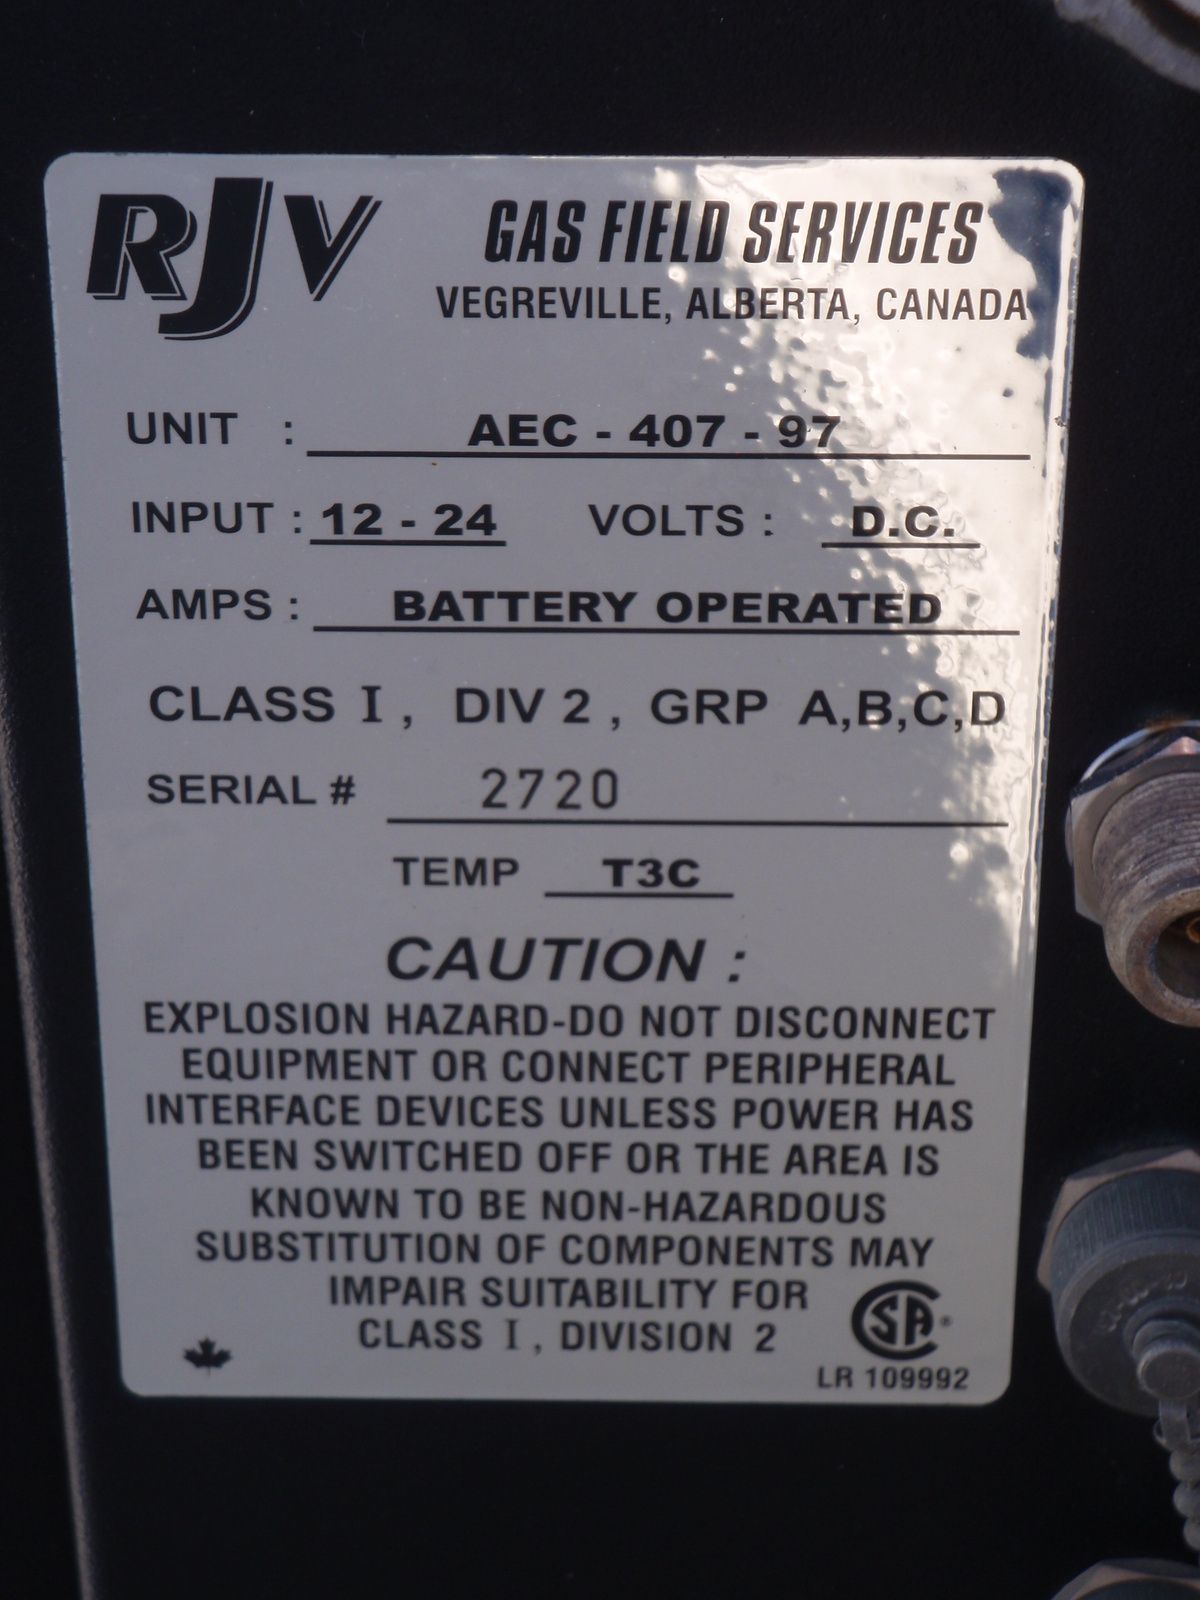 RJV GAS FIELD SERVICES
VEGREVILLE, ALBERTA, CANADA
UNIT : AEC - 407 - 97
INPUT : 12 - 24 VOLTS : D.C.
AMPS : BATTERY OPERATED
CLASS I, DIV 2, GRP A,B,C,D
SERIAL # 2720
TEMP T3C
CAUTION :
EXPLOSION HAZARD-DO NOT DISCONNECT
EQUIPMENT OR CONNECT PERIPHERAL
INTERFACE DEVICES UNLESS POWER HAS
BEEN SWITCHED OFF OR THE AREA IS
KNOWN TO BE NON-HAZARDOUS
SUBSTITUTION OF COMPONENTS MAY
IMPAIR SUITABILITY FOR
CLASS I, DIVISION 2
CSA®
LR 109992